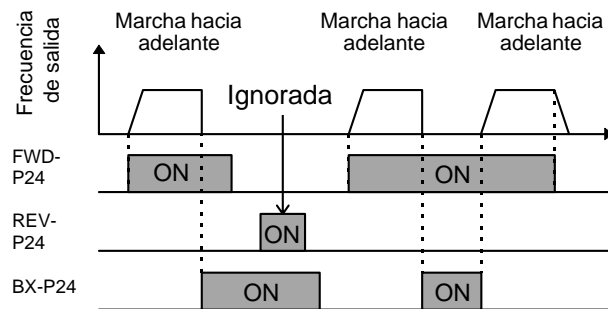 Marcha hacia
adelante
Marcha hacia
adelante
Marcha hacia
adelante
Frecuencia
de salida
Ignorada
FWD-
P24
ON
ON
REV-
P24
ON
BX-P24
ON
ON